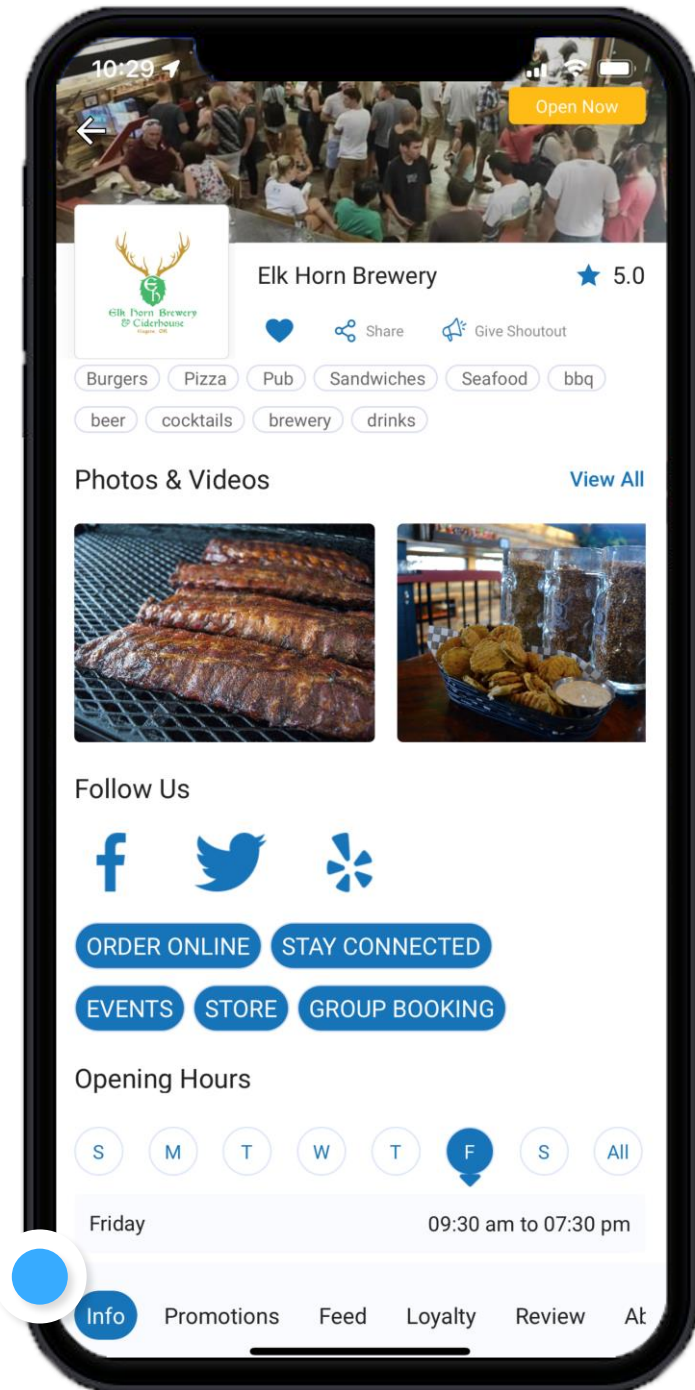 10:29
Open Now
Elk Horn Brewery
& Ciderhouse
Elk Horn Brewery
5.0
Share
Give Shoutout
Burgers Pizza Pub Sandwiches Seafood bbq
beer cocktails brewery drinks
Photos & Videos
View All
Follow Us
ORDER ONLINE STAY CONNECTED
EVENTS STORE GROUP BOOKING
Opening Hours
S M T W T F S All
Friday 09:30 am to 07:30 pm
Info Promotions Feed Loyalty Review